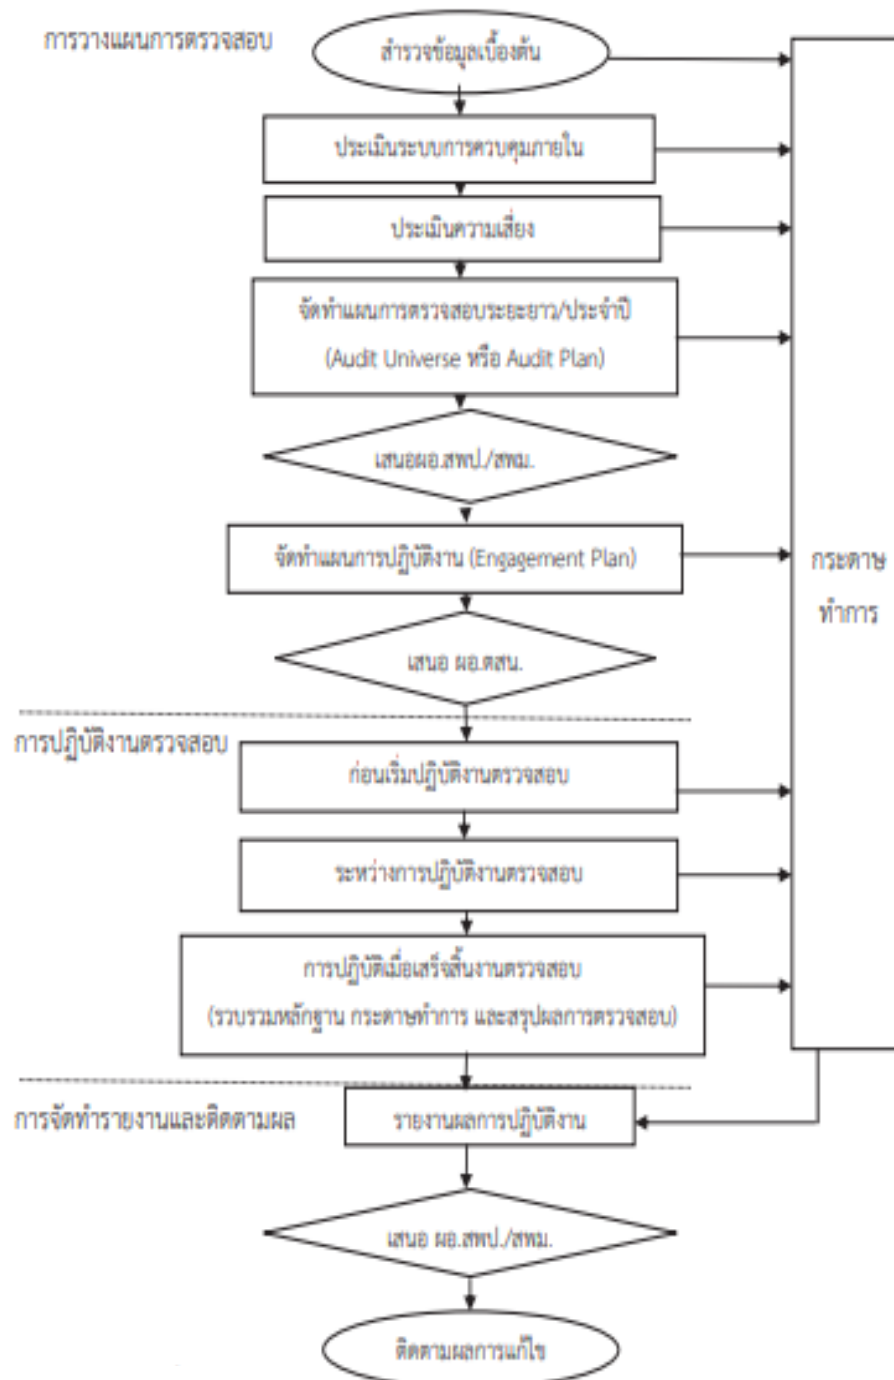 การวางแผนการตรวจสอบ
สำรวจข้อมูลเบื้องต้น
ประเมินระบบการควบคุมภายใน
ประเมินความเสี่ยง
จัดทำแผนการตรวจสอบระยะยาว/ประจำปี
(Audit Universe หรือ Audit Plan)
เสนอผอ.สพป./สพม.
จัดทำแผนการปฏิบัติงาน (Engagement Plan)
กระดาษ
ทำการ
เสนอ ผอ.ตสน.
การปฏิบัติงานตรวจสอบ
ก่อนเริ่มปฏิบัติงานตรวจสอบ
ระหว่างการปฏิบัติงานตรวจสอบ
การปฏิบัติเมื่อเสร็จสิ้นงานตรวจสอบ
(รวบรวมหลักฐาน กระดาษทำการ และสรุปผลการตรวจสอบ)
การจัดทำรายงานและติดตามผล
รายงานผลการปฏิบัติงาน
เสนอ ผอ.สพป./สพม.
ติดตามผลการแก้ไข